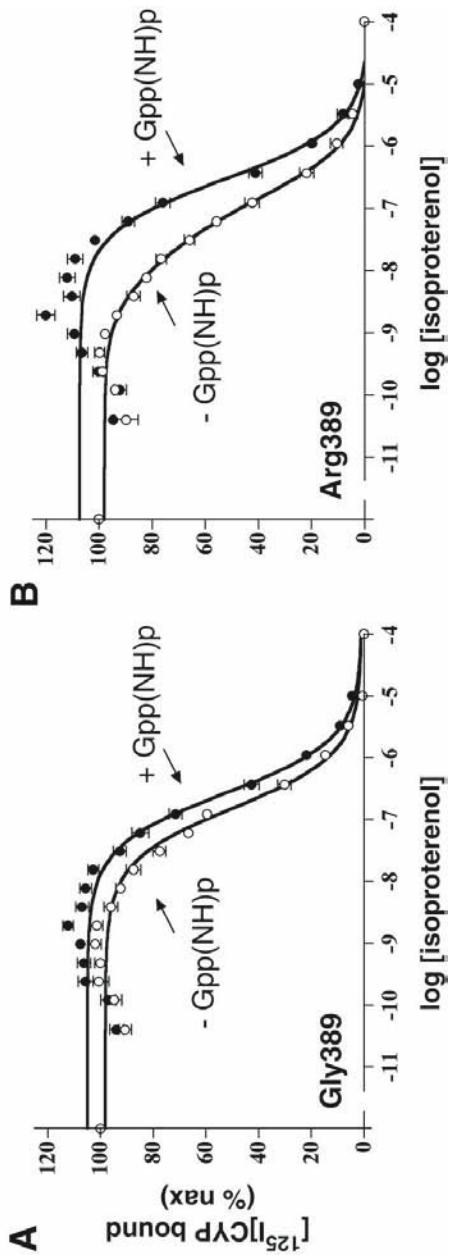 A
[125I]CYP bound
(% nax)
120
100
80
60
40
20
0
+ Gpp(NH)p
- Gpp(NH)p
Gly389
-11
-10
-9
-8
-7
-6
-5
-4
log [isoproterenol]
B
120
100
80
60
40
20
0
+ Gpp(NH)p
- Gpp(NH)p
Arg389
-11
-10
-9
-8
-7
-6
-5
-4
log [isoproterenol]